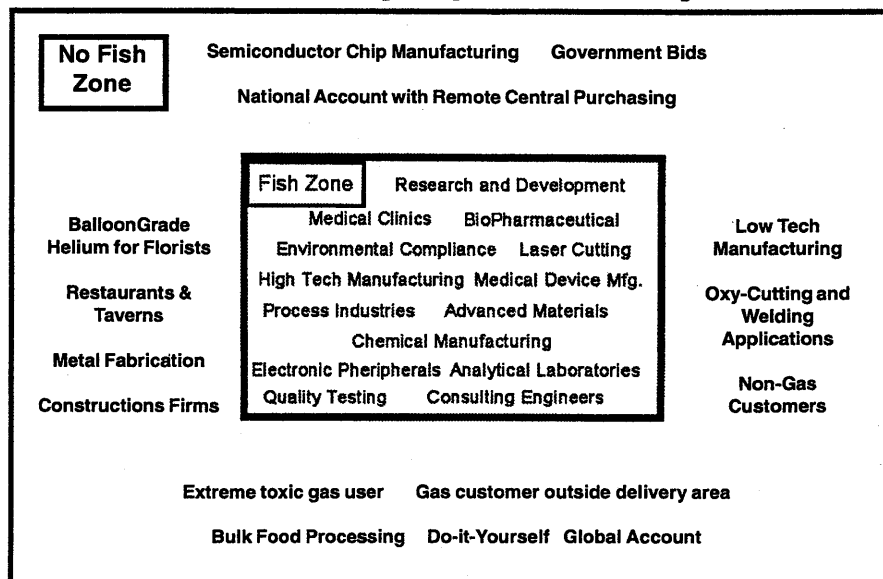 No Fish
Zone
Semiconductor Chip Manufacturing Government Bids
National Account with Remote Central Purchasing
Fish Zone
Research and Development
Medical Clinics BioPharmaceutical
Environmental Compliance Laser Cutting
High Tech Manufacturing Medical Device Mfg.
Process Industries Advanced Materials
Chemical Manufacturing
Electronic Pheripherals Analytical Laboratories
Quality Testing Consulting Engineers
BalloonGrade
Helium for Florists
Restaurants &
Taverns
Metal Fabrication
Constructions Firms
Low Tech
Manufacturing
Oxy-Cutting and
Welding
Applications
Non-Gas
Customers
Extreme toxic gas user Gas customer outside delivery area
Bulk Food Processing Do-it-Yourself Global Account